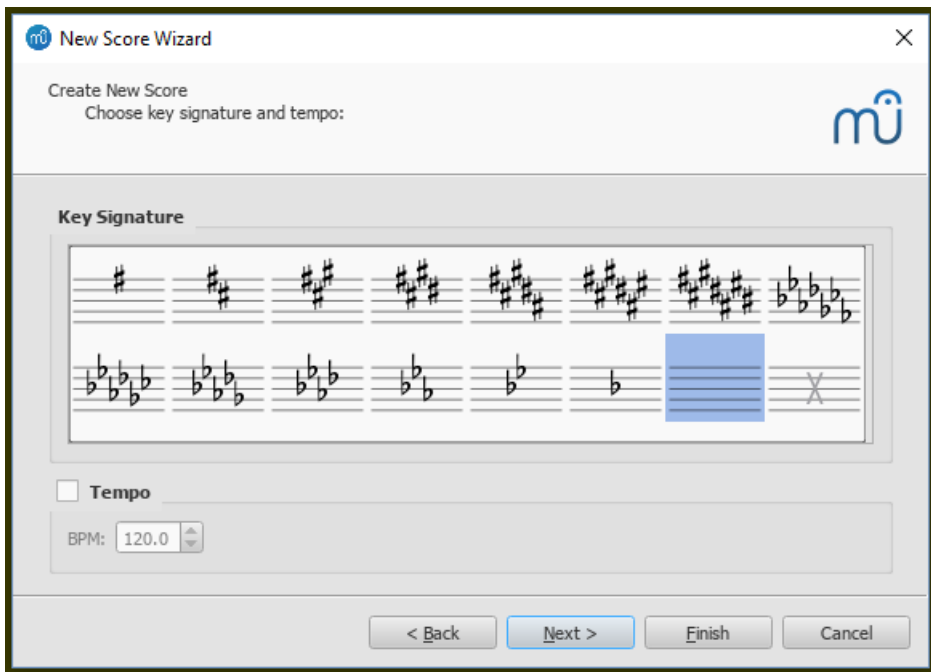 New Score Wizard
Create New Score
Choose key signature and tempo:
Key Signature
Tempo
BPM: 120.0
< Back Next > Finish Cancel